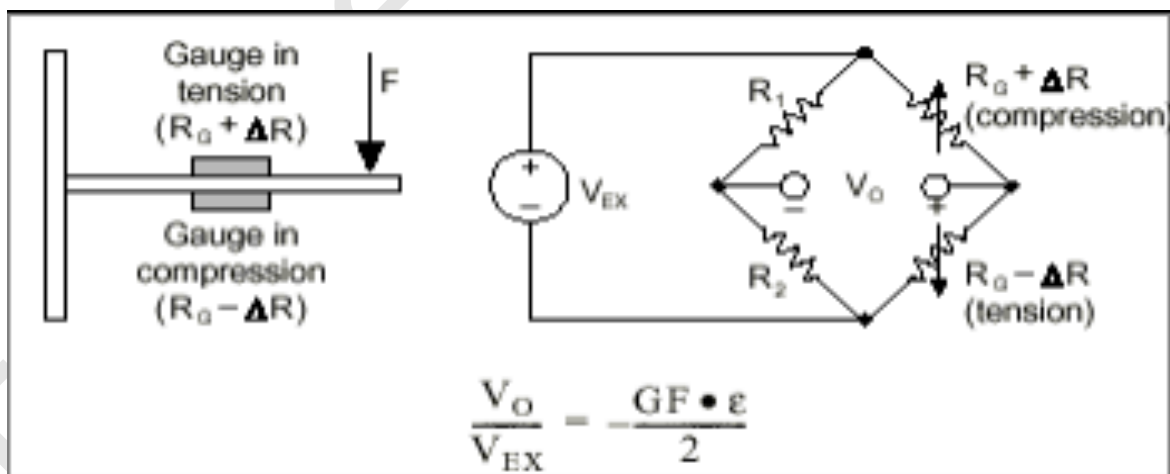 Gauge in
tension
(R_G + ΔR)
F
Gauge in
compression
(R_G − ΔR)
+
−
V_EX
R_1
R_2
−
V_O
+
R_G + ΔR
(compression)
R_G − ΔR
(tension)
V_O / V_EX = − GF • ε / 2